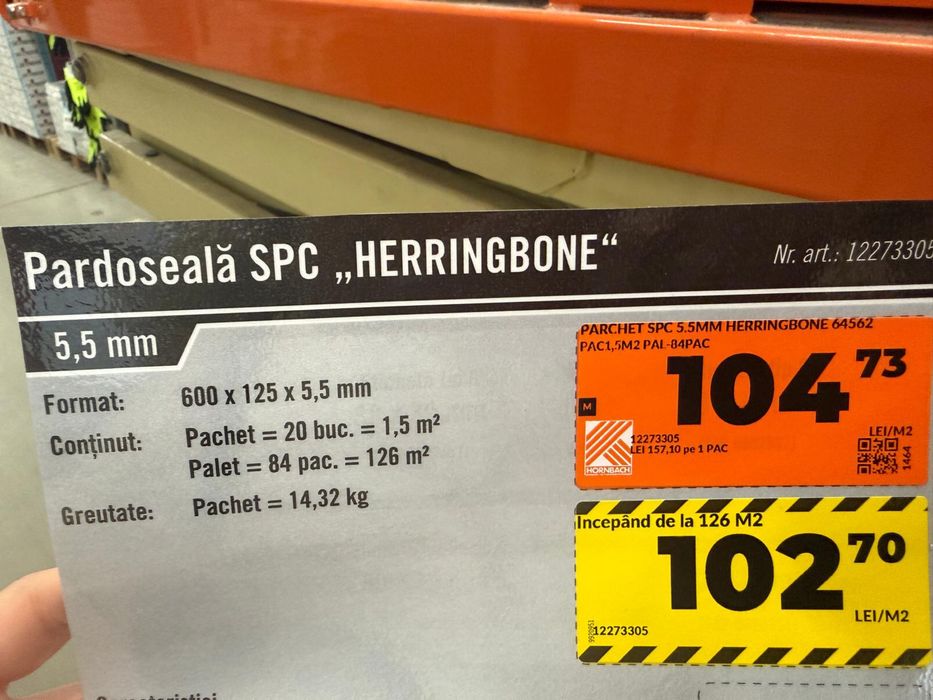 Pardoseală SPC „HERRINGBONE“
Nr. art.: 12273305
5,5 mm
Format: 600 x 125 x 5,5 mm
Conținut: Pachet = 20 buc. = 1,5 m²
Palet = 84 pac. = 126 m²
Greutate: Pachet = 14,32 kg
PARCHET SPC 5.5MM HERRINGBONE 64562
PAC1,5M2 PAL-84PAC
104 73
M
LEI/M2
12273305
LEI 157,10 pe 1 PAC
HORNBACH
1464
Incepând de la 126 M2
102 70
LEI/M2
12273305